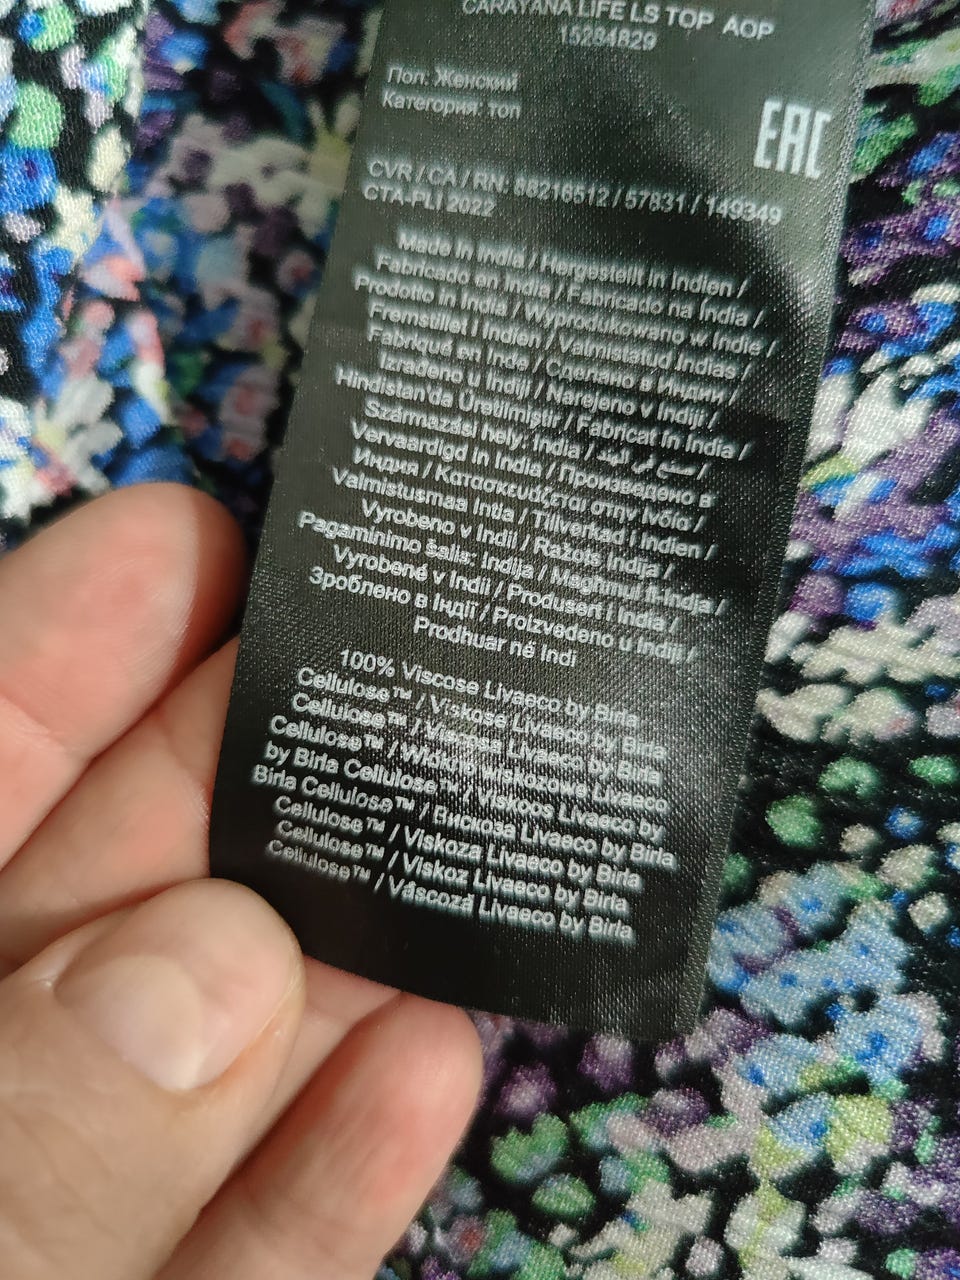 CARAYANA LIFE LS TOP AOP
15284829
Пол: Женский
Категория: топ
EAC
CVR / CA / RN: 88216512 / 57831 / 149349
CTA-PLI 2022
Made in India / Hergestellt in Indien /
Fabricado en India / Fabricado na Índia /
Prodotto in India / Wyprodukowano w Indie /
Fremstillet i Indien / Valmistatud Indias /
Fabriqué en Inde / Сделано в Индии /
Izrađeno u Indiji / Narejeno v Indiji /
Hindistan'da Üretilmiştir / Fabricat în India /
Származási hely: India / صنع في الهند /
Vervaardigd in India / Произведено в
Индия / Κατασκευάζεται στην Ινδία /
Valmistusmaa Intia / Tillverkad i Indien /
Vyrobeno v Indii / Ražots Indijā /
Pagaminimo šalis: Indija / Magħmul fl-Indja /
Vyrobené v Indii / Produsert i India /
Зроблено в Індії / Proizvedeno u Indiji /
Prodhuar në Indi
100% Viscose Livaeco by Birla
Cellulose™ / Viskose Livaeco by Birla
Cellulose™ / Viscosa Livaeco by Birla
Cellulose™ / Włókno wiskozowe Livaeco
by Birla Cellulose™ / Viskoos Livaeco by
Birla Cellulose™ / Вискоза Livaeco by Birla
Cellulose™ / Viskoza Livaeco by Birla
Cellulose™ / Viskoz Livaeco by Birla
Cellulose™ / Vâscoză Livaeco by Birla